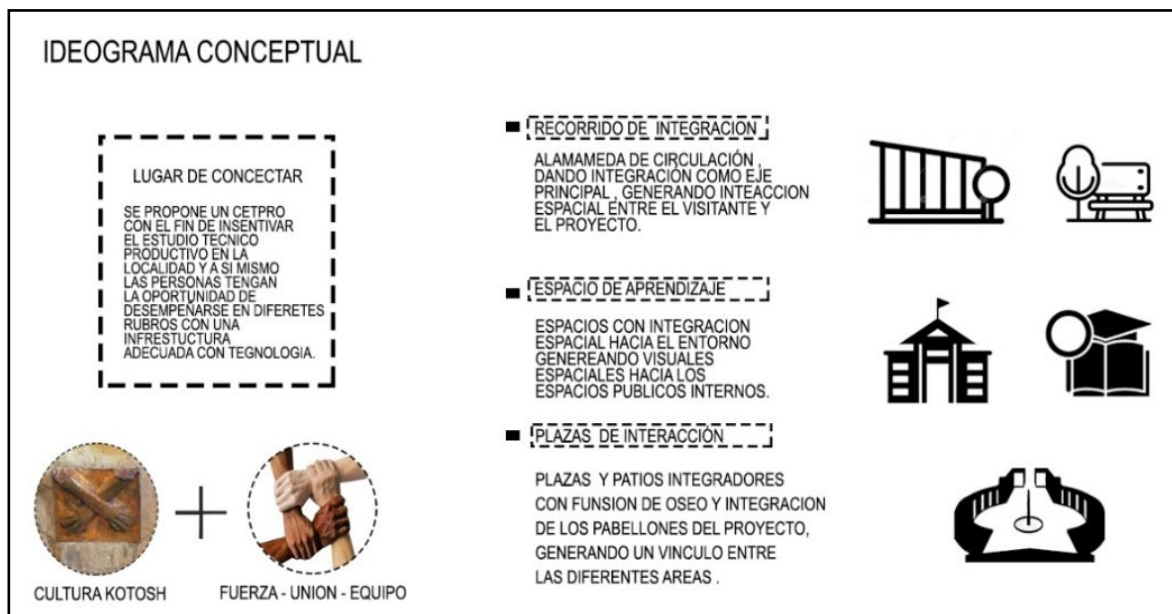 IDEOGRAMA CONCEPTUAL
LUGAR DE CONCECTAR
SE PROPONE UN CETPRO
CON EL FIN DE INSENTIVAR
EL ESTUDIO TECNICO
PRODUCTIVO EN LA
LOCALIDAD Y A SI MISMO
LAS PERSONAS TENGAN
LA OPORTUNIDAD DE
DESEMPEÑARSE EN DIFERETES
RUBROS CON UNA
INFRESTUCTURA
ADECUADA CON TEGNOLOGIA.
CULTURA KOTOSH
FUERZA - UNION - EQUIPO
RECORRIDO DE INTEGRACION
ALAMAMEDA DE CIRCULACIÓN ,
DANDO INTEGRACIÓN COMO EJE
PRINCIPAL , GENERANDO INTEACCION
ESPACIAL ENTRE EL VISITANTE Y
EL PROYECTO.
ESPACIO DE APRENDIZAJE
ESPACIOS CON INTEGRACION
ESPACIAL HACIA EL ENTORNO
GENEREANDO VISUALES
ESPACIALES HACIA LOS
ESPACIOS PUBLICOS INTERNOS.
PLAZAS DE INTERACCIÓN
PLAZAS Y PATIOS INTEGRADORES
CON FUNSION DE OSEO Y INTEGRACION
DE LOS PABELLONES DEL PROYECTO,
GENERANDO UN VINCULO ENTRE
LAS DIFERENTES AREAS .